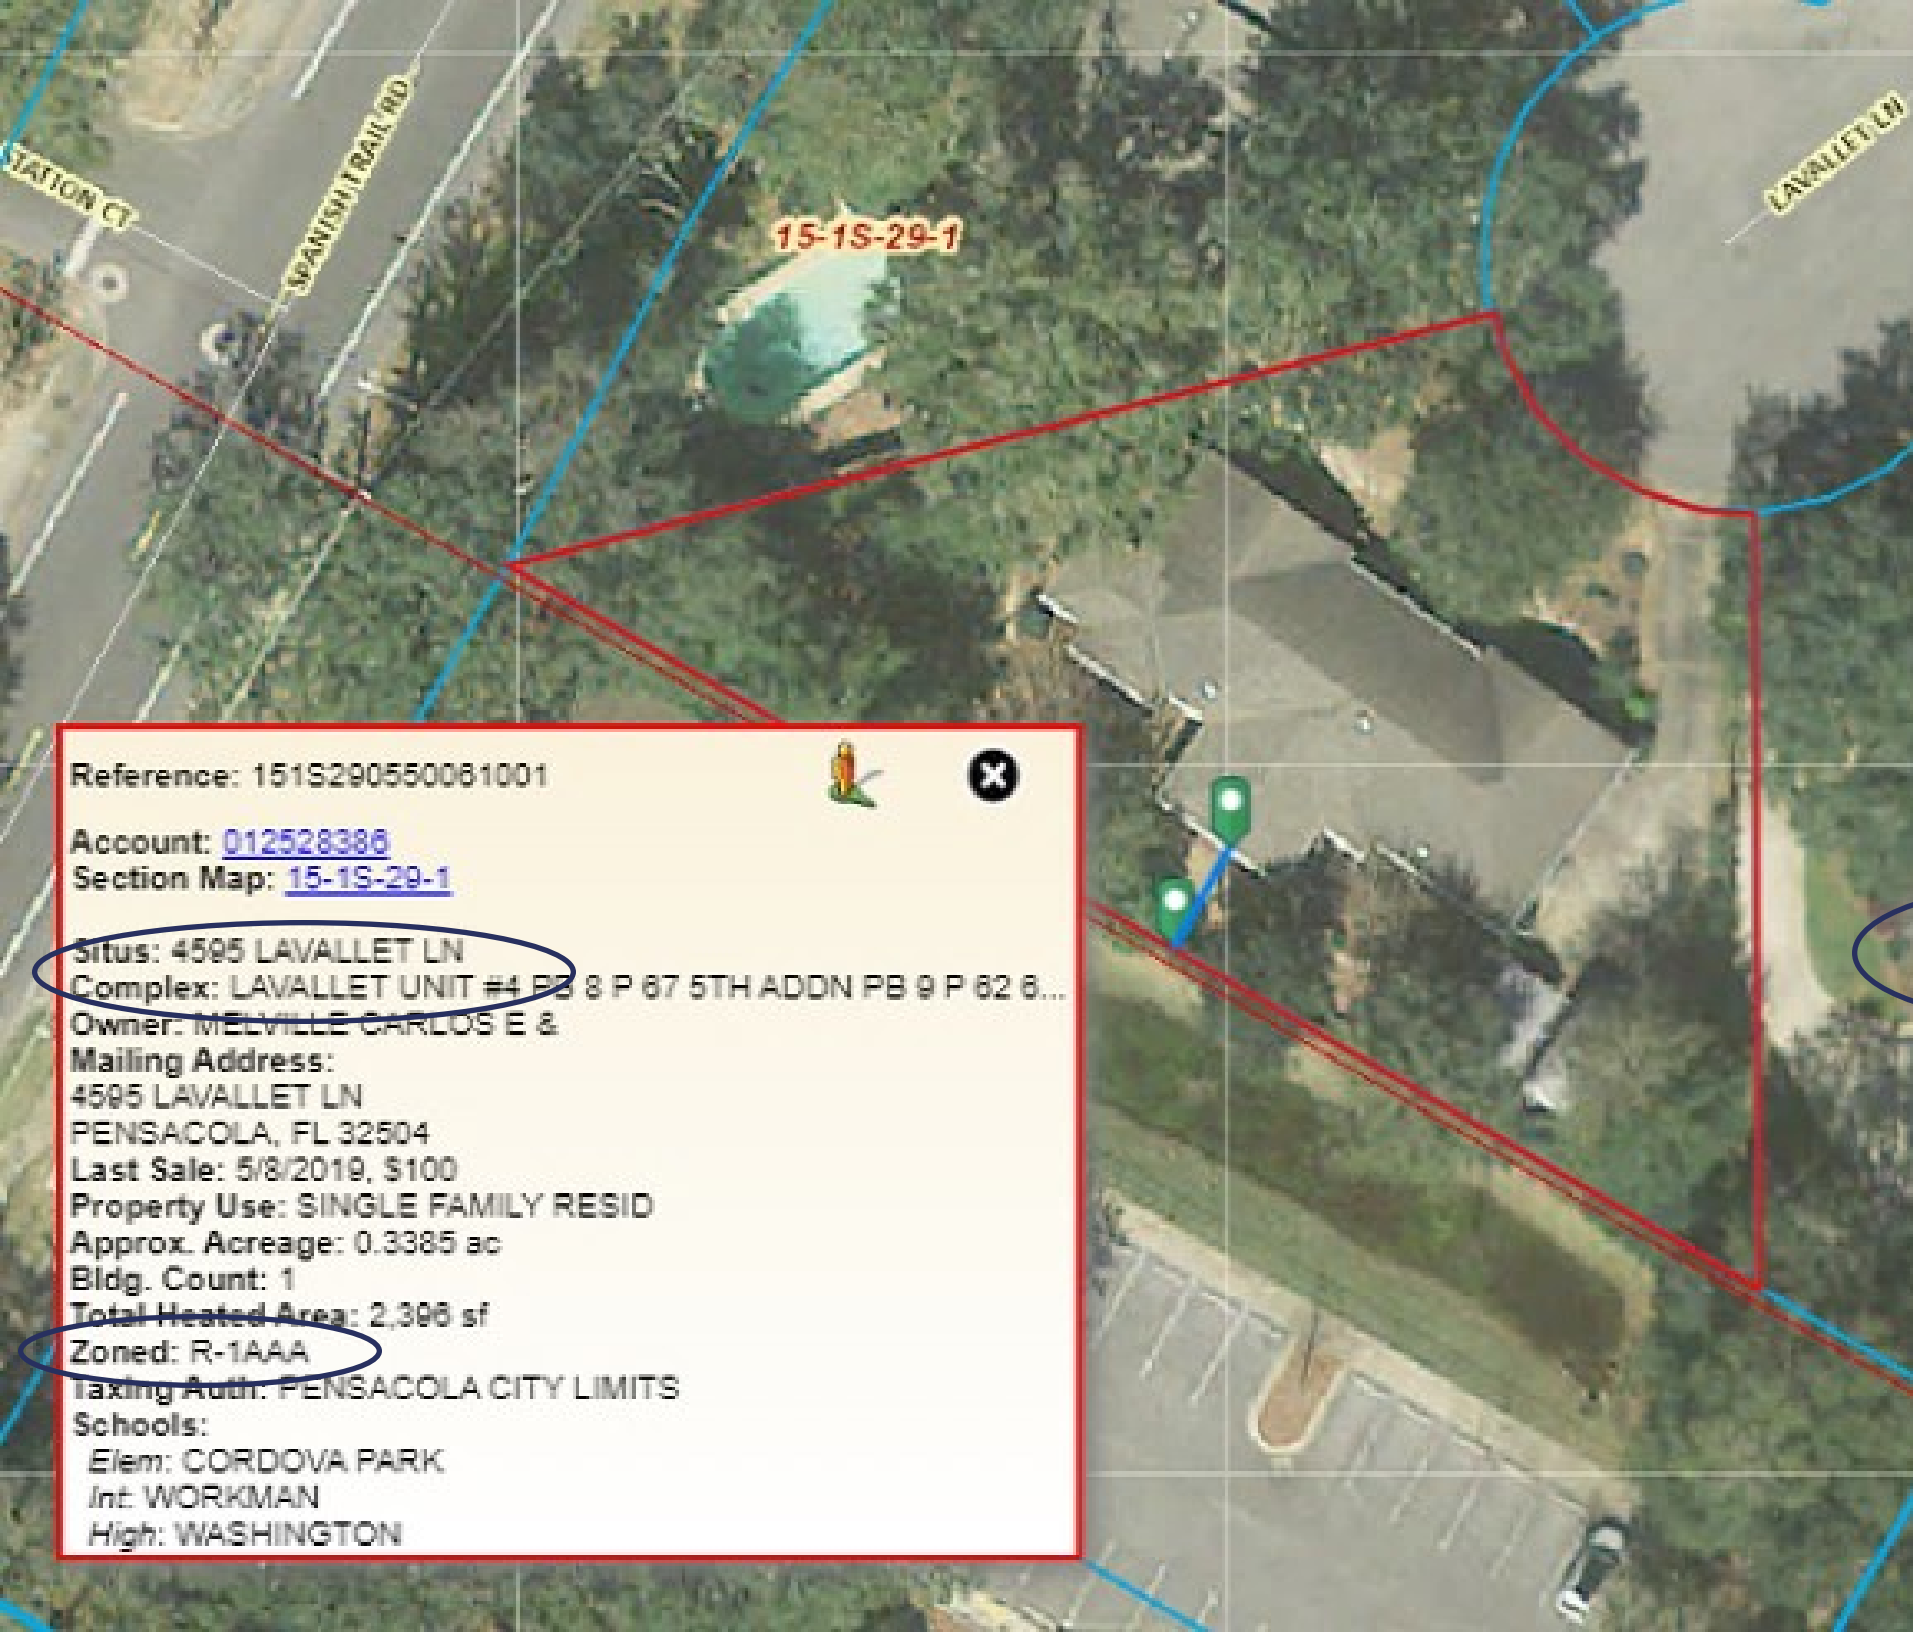 TATION CT
SPANISH TRAIL RD
LAVALLET LN
15-1S-29-1
Reference: 151S290550061001
Account: 012528386
Section Map: 15-1S-29-1
Situs: 4595 LAVALLET LN
Complex: LAVALLET UNIT #4 PB 8 P 67 5TH ADDN PB 9 P 62 6...
Owner: MELVILLE CARLOS E &
Mailing Address:
4595 LAVALLET LN
PENSACOLA, FL 32504
Last Sale: 5/8/2019, $100
Property Use: SINGLE FAMILY RESID
Approx. Acreage: 0.3385 ac
Bldg. Count: 1
Total Heated Area: 2,396 sf
Zoned: R-1AAA
Taxing Auth: PENSACOLA CITY LIMITS
Schools:
Elem: CORDOVA PARK
Int: WORKMAN
High: WASHINGTON